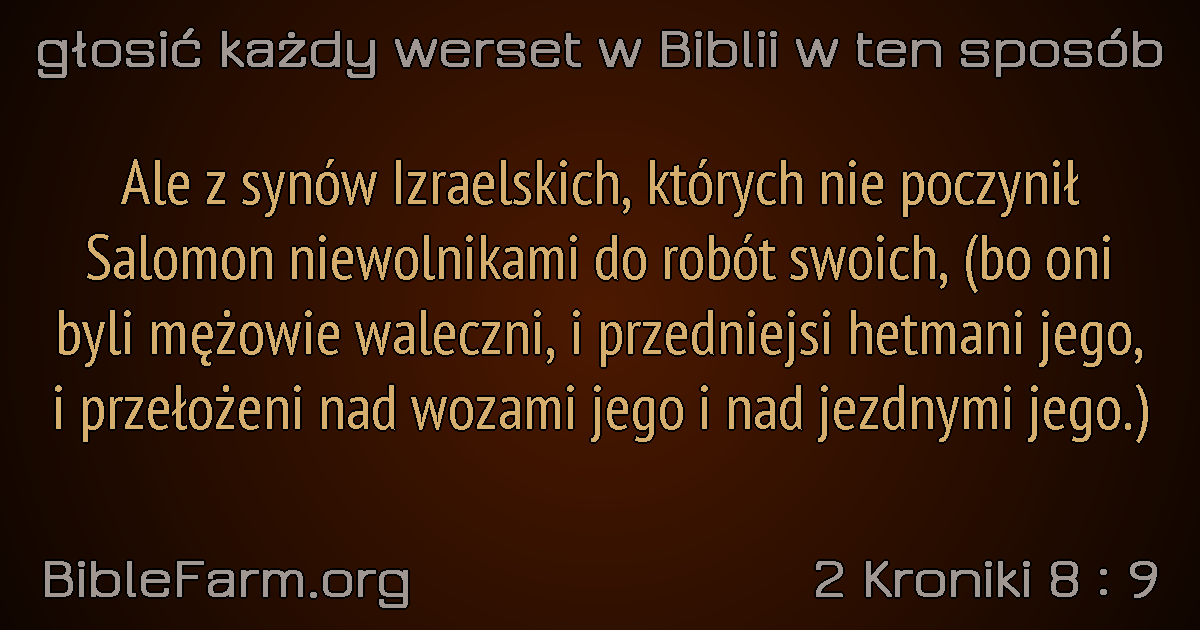 głosić każdy werset w Biblii w ten sposób
Ale z synów Izraelskich, których nie poczynił
Salomon niewolnikami do robót swoich, (bo oni
byli mężowie waleczni, i przedniejsi hetmani jego,
i przełożeni nad wozami jego i nad jezdnymi jego.)
BibleFarm.org
2 Kroniki 8 : 9